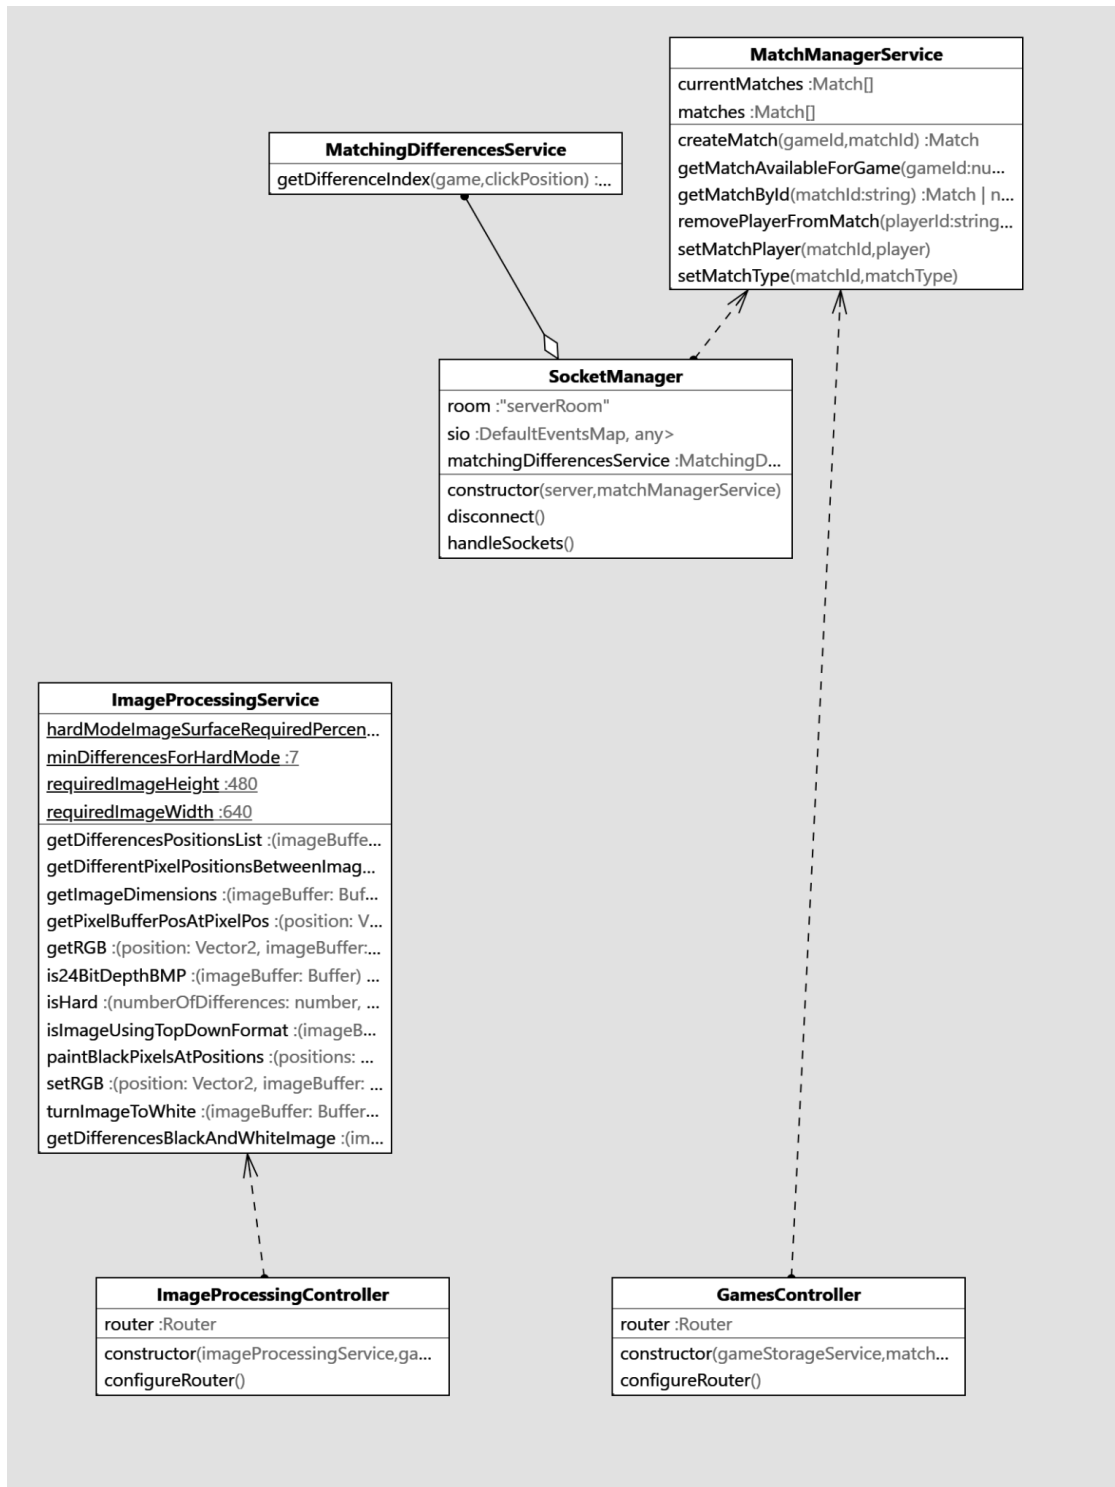 MatchManagerService
currentMatches :Match[]
matches :Match[]
createMatch(gameId,matchId) :Match
getMatchAvailableForGame(gameId:nu...
getMatchById(matchId:string) :Match | n...
removePlayerFromMatch(playerId:string...
setMatchPlayer(matchId,player)
setMatchType(matchId,matchType)
MatchingDifferencesService
getDifferenceIndex(game,clickPosition) :...
SocketManager
room :"serverRoom"
sio :DefaultEventsMap, any>
matchingDifferencesService :MatchingD...
constructor(server,matchManagerService)
disconnect()
handleSockets()
ImageProcessingService
hardModeImageSurfaceRequiredPercen...
minDifferencesForHardMode :7
requiredImageHeight :480
requiredImageWidth :640
getDifferencesPositionsList :(imageBuffe...
getDifferentPixelPositionsBetweenImag...
getImageDimensions :(imageBuffer: Buf...
getPixelBufferPosAtPixelPos :(position: V...
getRGB :(position: Vector2, imageBuffer:...
is24BitDepthBMP :(imageBuffer: Buffer) ...
isHard :(numberOfDifferences: number, ...
isImageUsingTopDownFormat :(imageB...
paintBlackPixelsAtPositions :(positions: ...
setRGB :(position: Vector2, imageBuffer: ...
turnImageToWhite :(imageBuffer: Buffer...
getDifferencesBlackAndWhiteImage :(im...
ImageProcessingController
router :Router
constructor(imageProcessingService,ga...
configureRouter()
GamesController
router :Router
constructor(gameStorageService,match...
configureRouter()